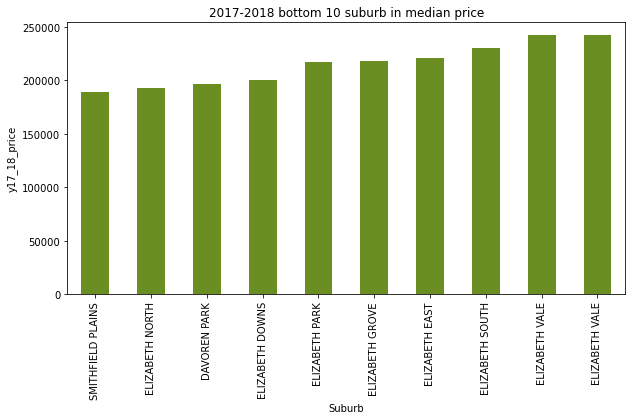 2017-2018 bottom 10 suburb in median price
250000
200000
150000
100000
50000
0
y17_18_price
SMITHFIELD PLAINS
ELIZABETH NORTH
DAVOREN PARK
ELIZABETH DOWNS
ELIZABETH PARK
ELIZABETH GROVE
ELIZABETH EAST
ELIZABETH SOUTH
ELIZABETH VALE
ELIZABETH VALE
Suburb